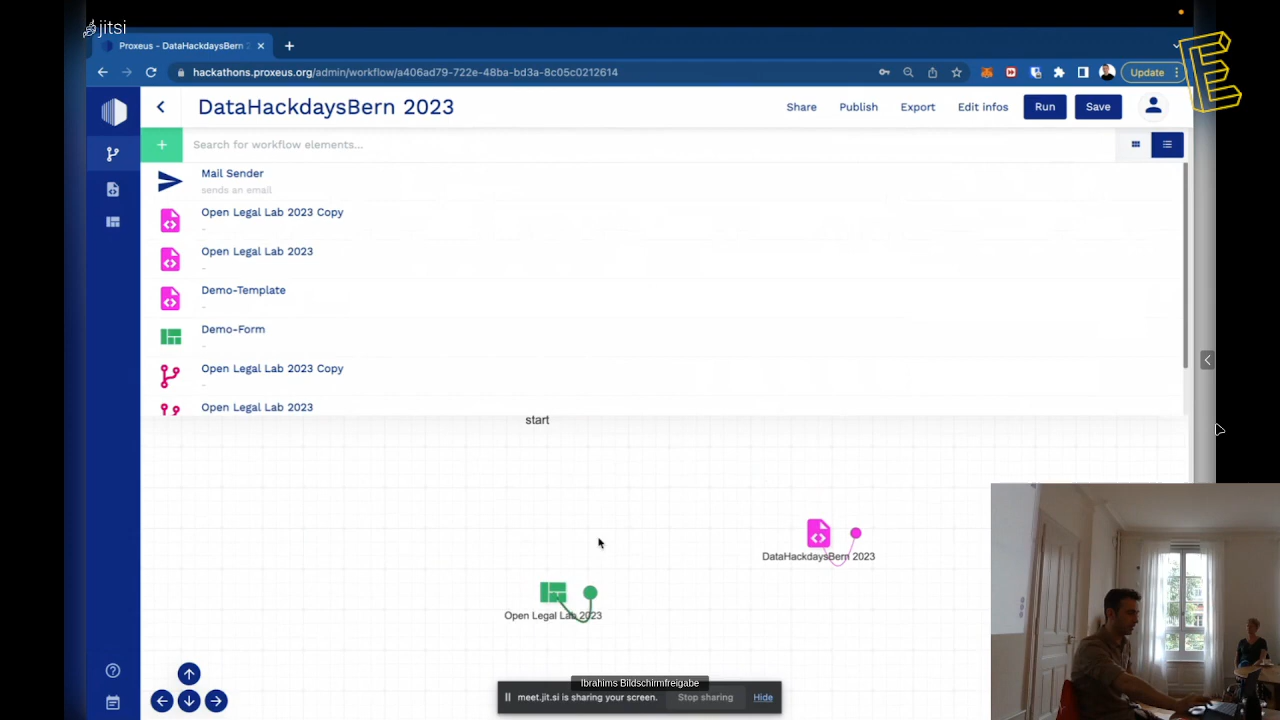 jitsi
Proxeus - DataHackdaysBern 2
hackathons.proxeus.org/admin/workflow/a406ad79-722e-48ba-bd3a-8c05c0212614
Update
DataHackdaysBern 2023
Share
Publish
Export
Edit infos
Run
Save
Search for workflow elements...
Mail Sender
sends an email
Open Legal Lab 2023 Copy
-
Open Legal Lab 2023
-
Demo-Template
-
Demo-Form
-
Open Legal Lab 2023 Copy
-
Open Legal Lab 2023
start
DataHackdaysBern 2023
Open Legal Lab 2023
Ibrahims Bildschirmfreigabe
meet.jit.si is sharing your screen.
Stop sharing
Hide